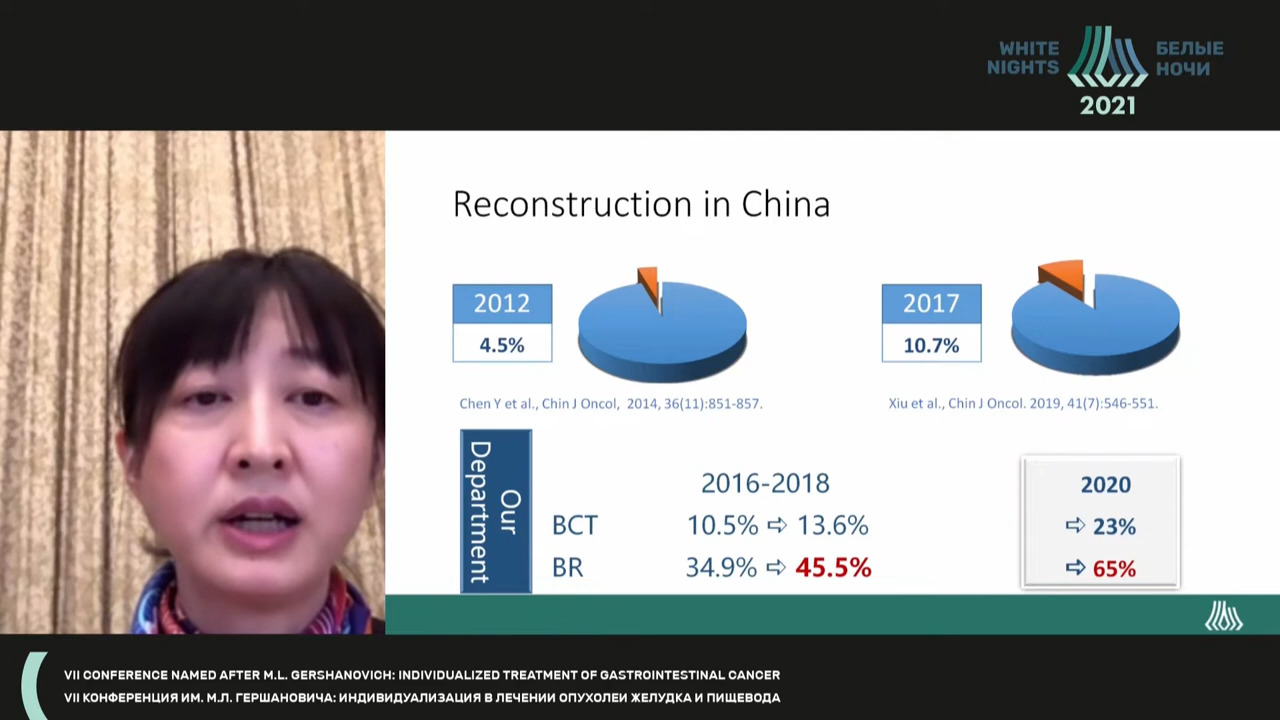 WHITE NIGHTS
БЕЛЫЕ НОЧИ
2021
Reconstruction in China
2012
4.5%
2017
10.7%
Chen Y et al., Chin J Oncol, 2014, 36(11):851-857.
Xiu et al., Chin J Oncol. 2019, 41(7):546-551.
Our Department
2016-2018
2020
BCT 10.5% ⇨ 13.6% ⇨ 23%
BR 34.9% ⇨ 45.5% ⇨ 65%
VII CONFERENCE NAMED AFTER M.L. GERSHANOVICH: INDIVIDUALIZED TREATMENT OF GASTROINTESTINAL CANCER
VII КОНФЕРЕНЦИЯ ИМ. М.Л. ГЕРШАНОВИЧА: ИНДИВИДУАЛИЗАЦИЯ В ЛЕЧЕНИИ ОПУХОЛЕИ ЖЕЛУДКА И ПИЩЕВОДА